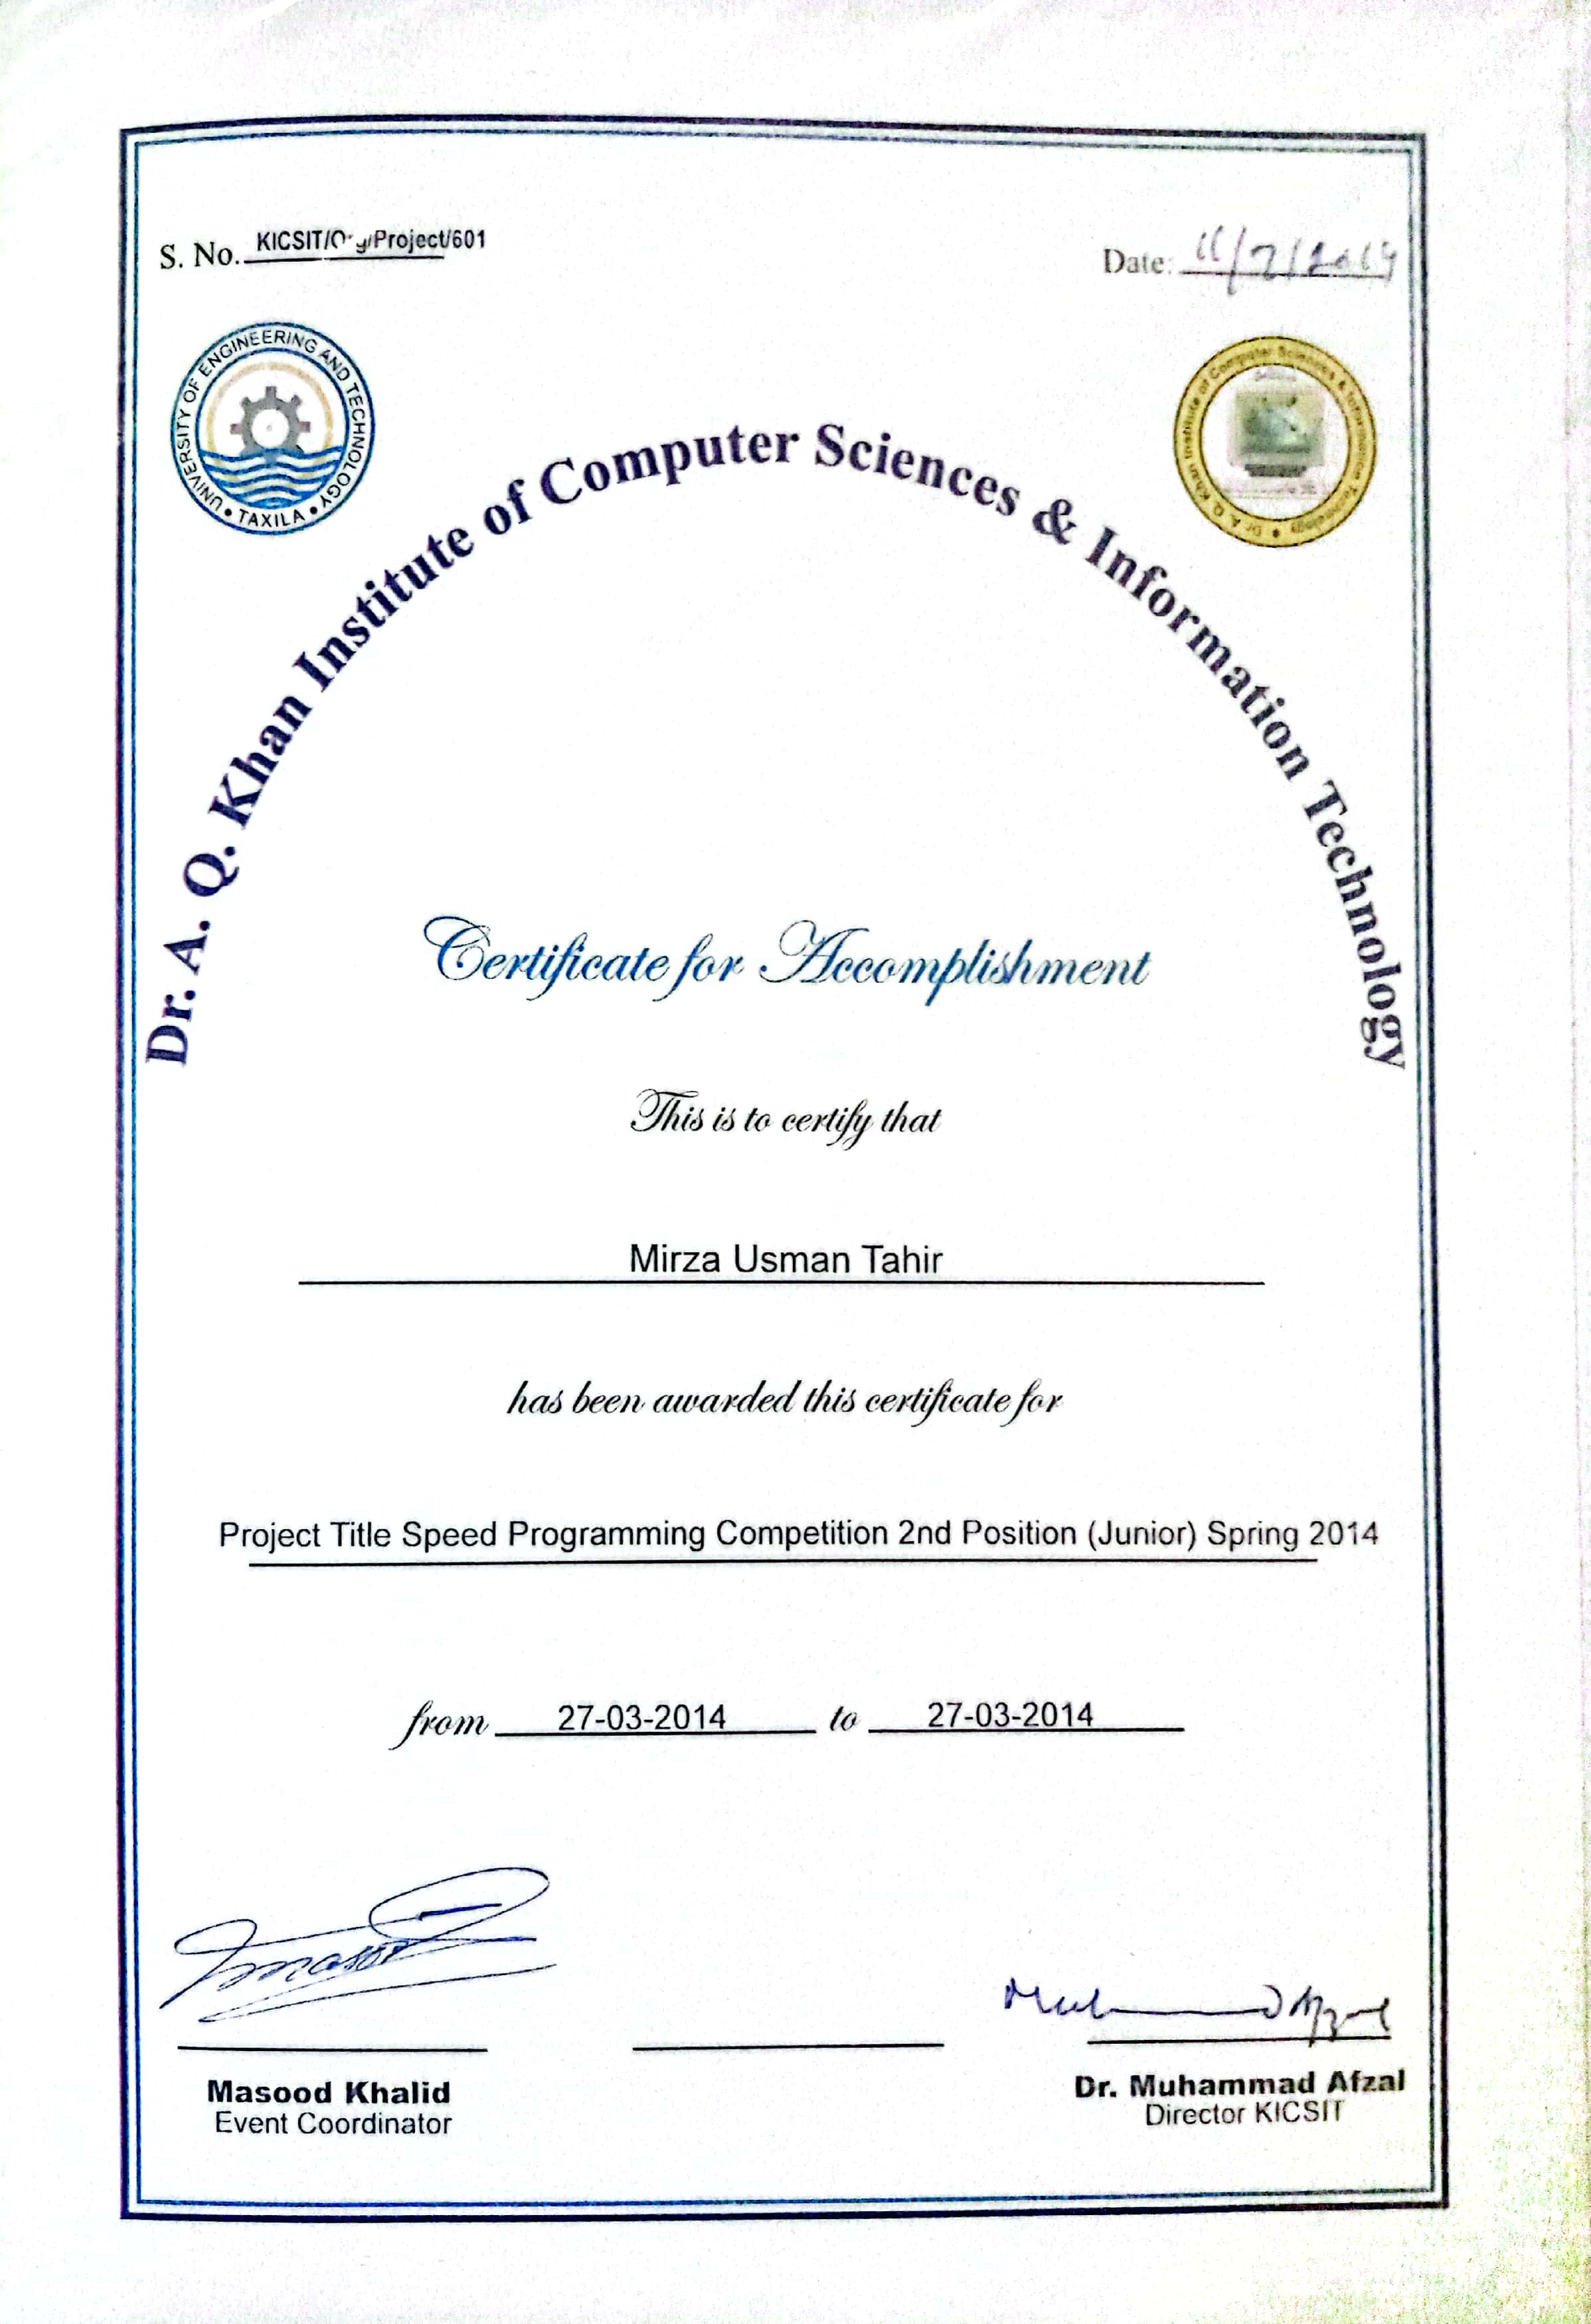 S. No. KICSIT/Org/Project/601
Date: 11/7/2014
UNIVERSITY OF ENGINEERING AND TECHNOLOGY
• TAXILA •
Dr. A. Q. Khan Institute of Computer Sciences & Information Technology
Dr. A. Q. Khan Institute of Computer Sciences & Information Technology
Certificate for Accomplishment
This is to certify that
Mirza Usman Tahir
has been awarded this certificate for
Project Title Speed Programming Competition 2nd Position (Junior) Spring 2014
from 27-03-2014 to 27-03-2014
Masood Khalid
Event Coordinator
Dr. Muhammad Afzal
Director KICSIT